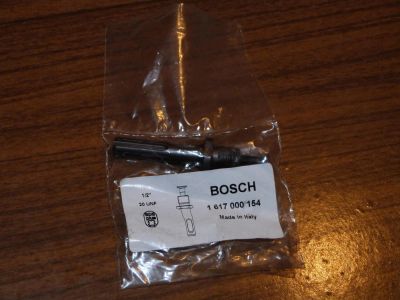 1/2"
20 UNF
BOSCH
1 617 000 154
Made in Italy